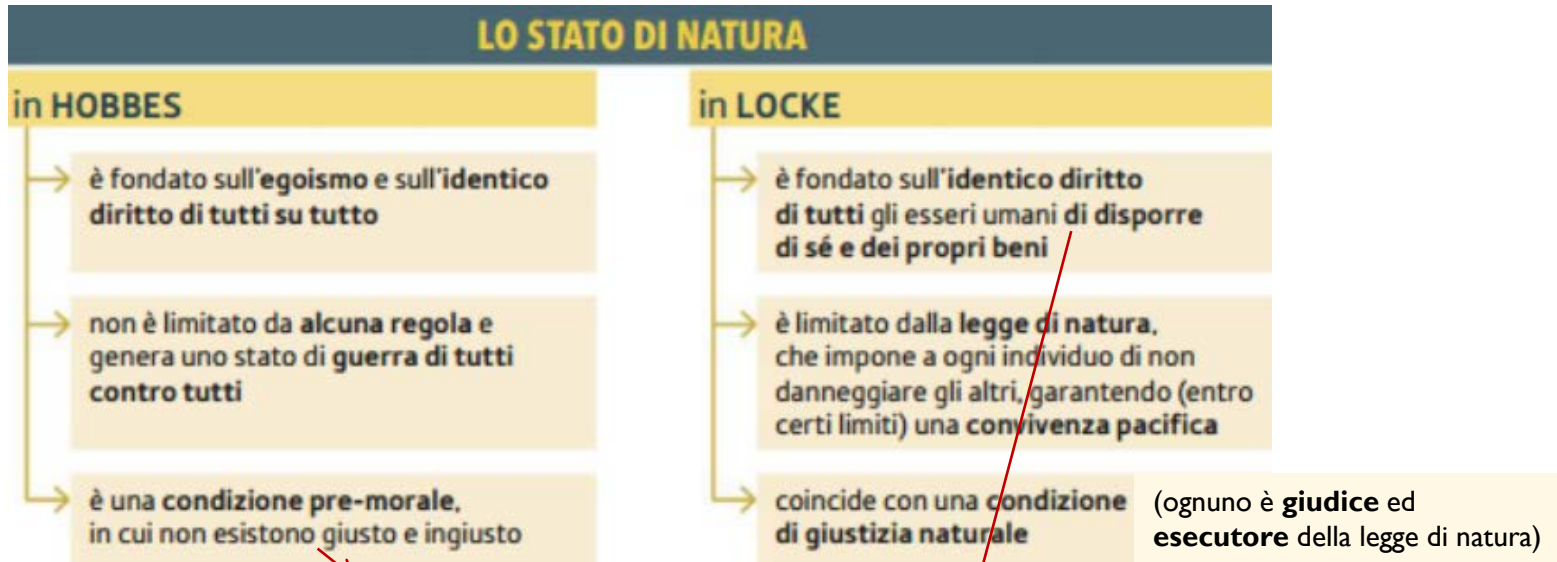 LO STATO DI NATURA
in HOBBES
è fondato sull'egoismo e sull'identico
diritto di tutti su tutto
non è limitato da alcuna regola e
genera uno stato di guerra di tutti
contro tutti
è una condizione pre-morale,
in cui non esistono giusto e ingiusto
in LOCKE
è fondato sull'identico diritto
di tutti gli esseri umani di disporre
di sé e dei propri beni
è limitato dalla legge di natura,
che impone a ogni individuo di non
danneggiare gli altri, garantendo (entro
certi limiti) una convivenza pacifica
coincide con una condizione
di giustizia naturale
(ognuno è giudice ed
esecutore della legge di natura)